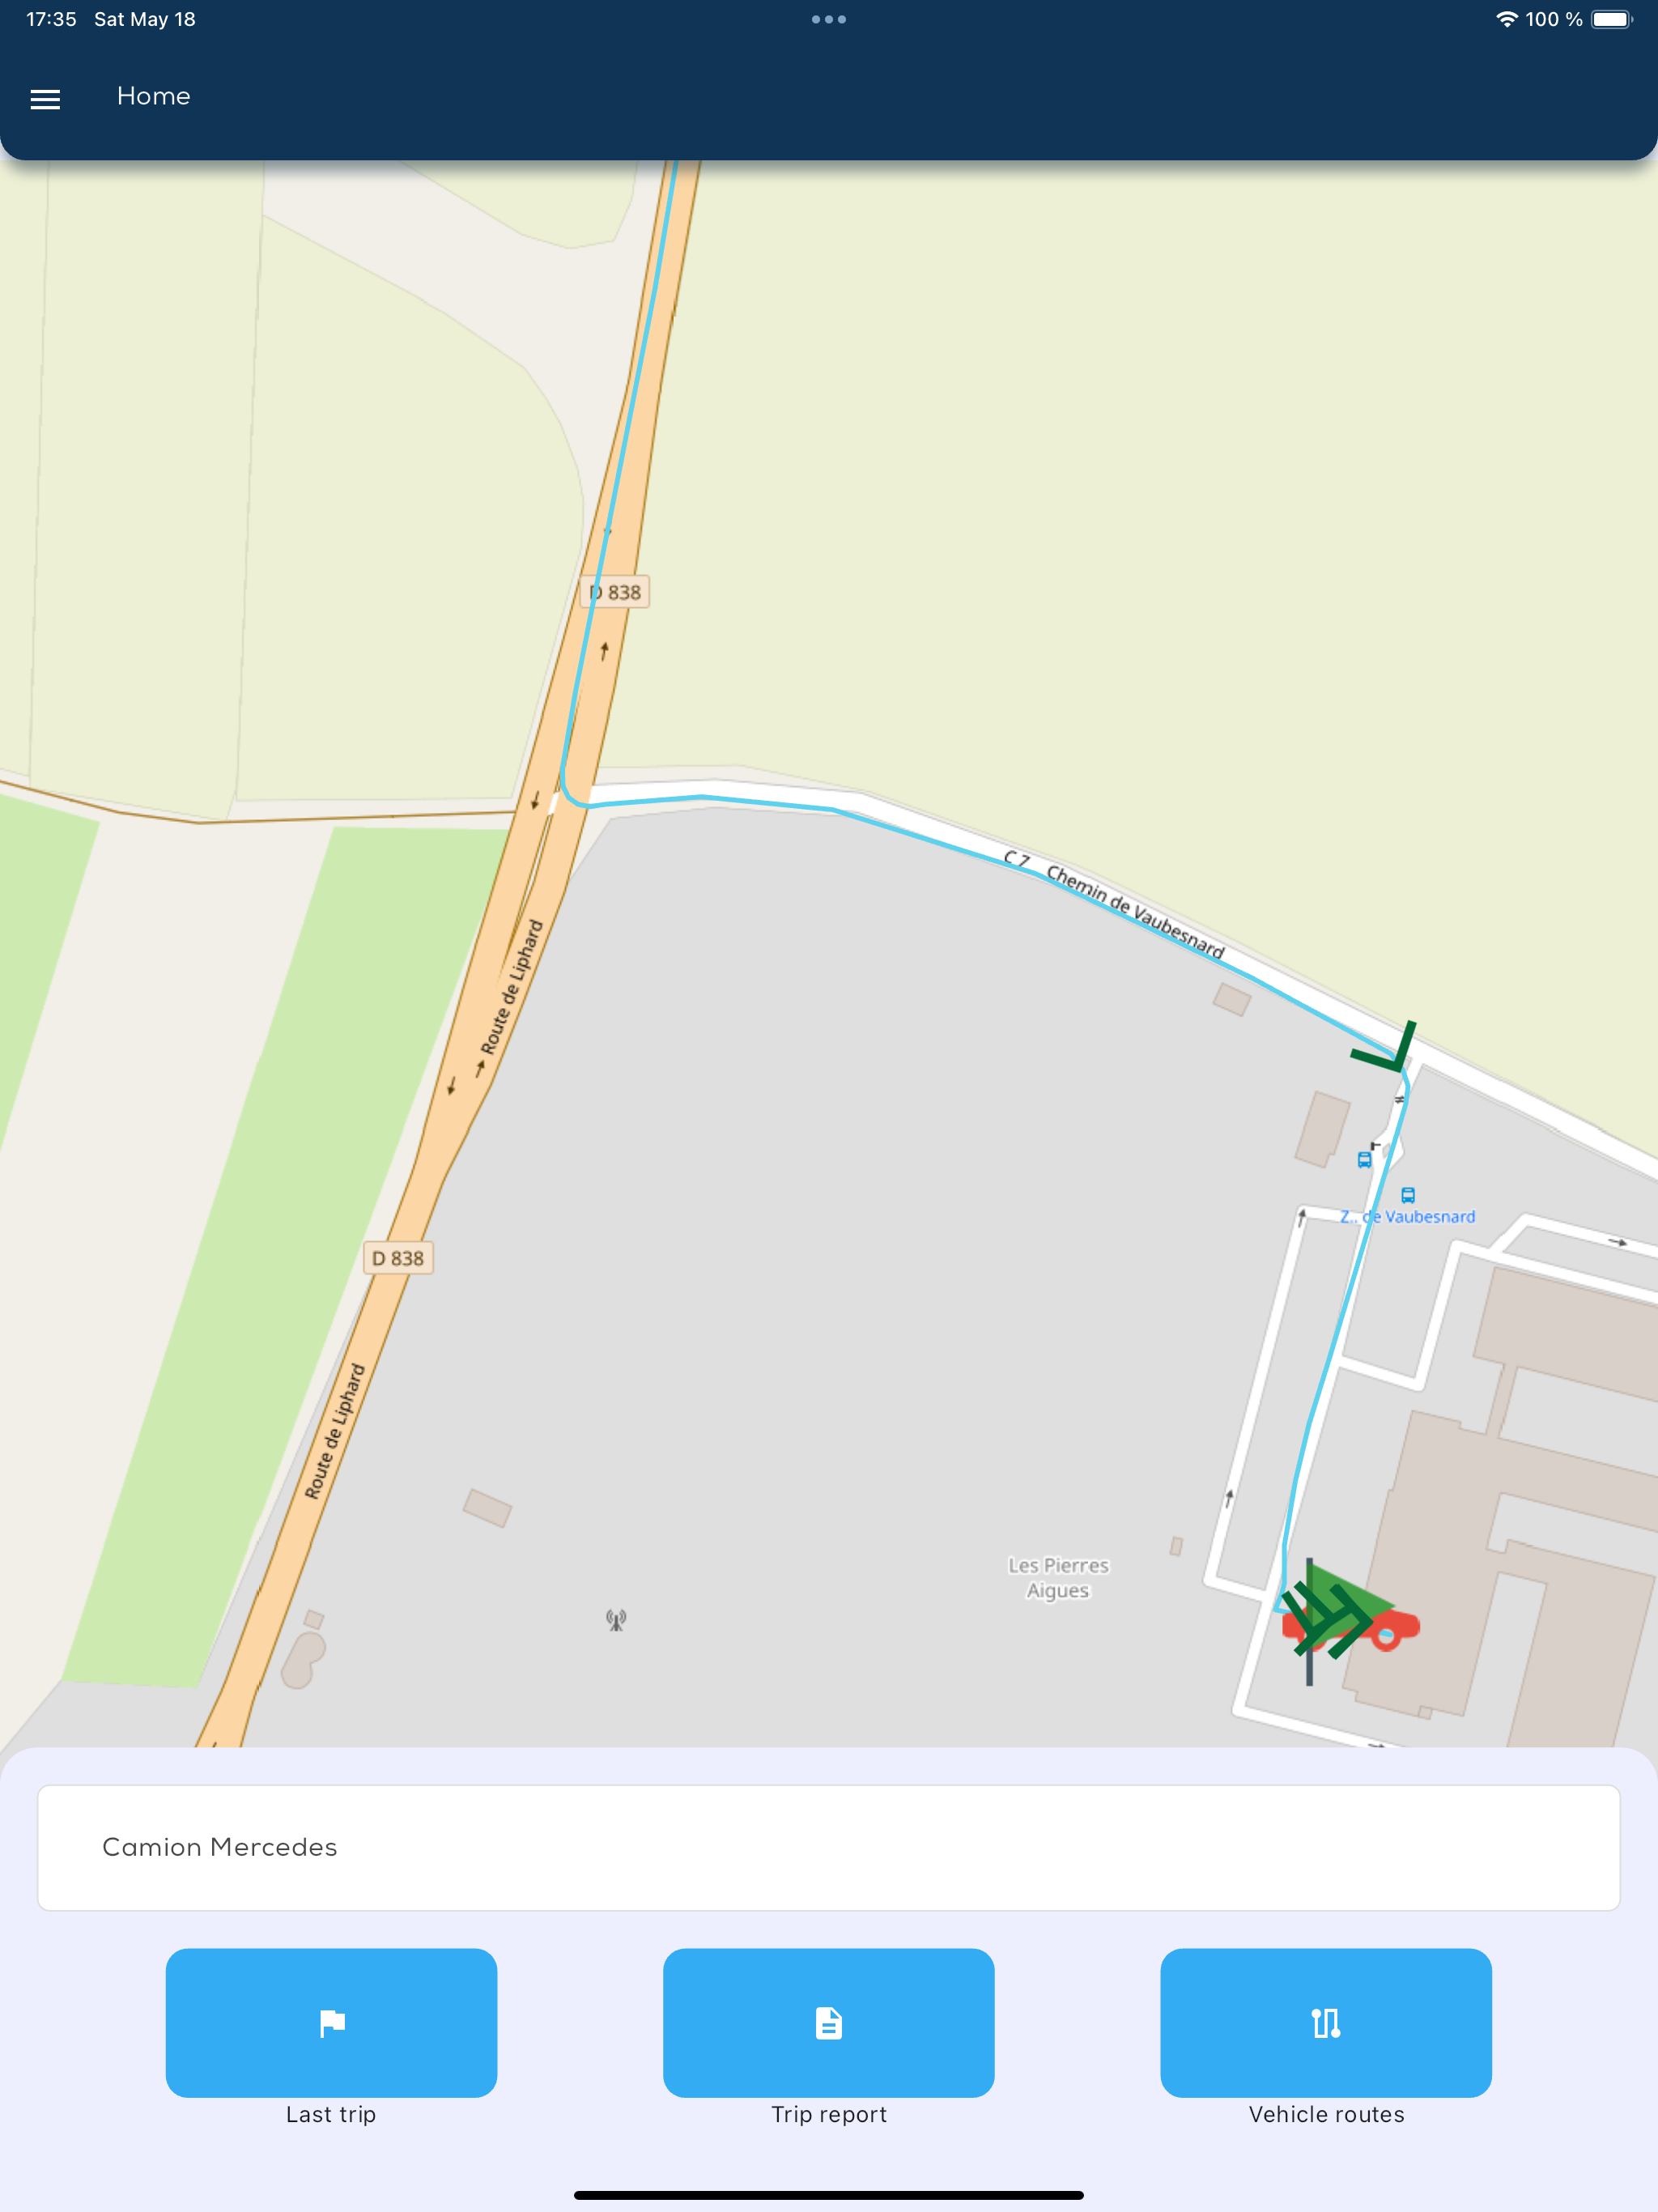 17:35 Sat May 18
100 %
Home
D 838
C 7 Chemin de Vaubesnard
Route de Liphard
Z.. de Vaubesnard
D 838
Route de Liphard
Les Pierres
Aigues
Camion Mercedes
Last trip
Trip report
Vehicle routes